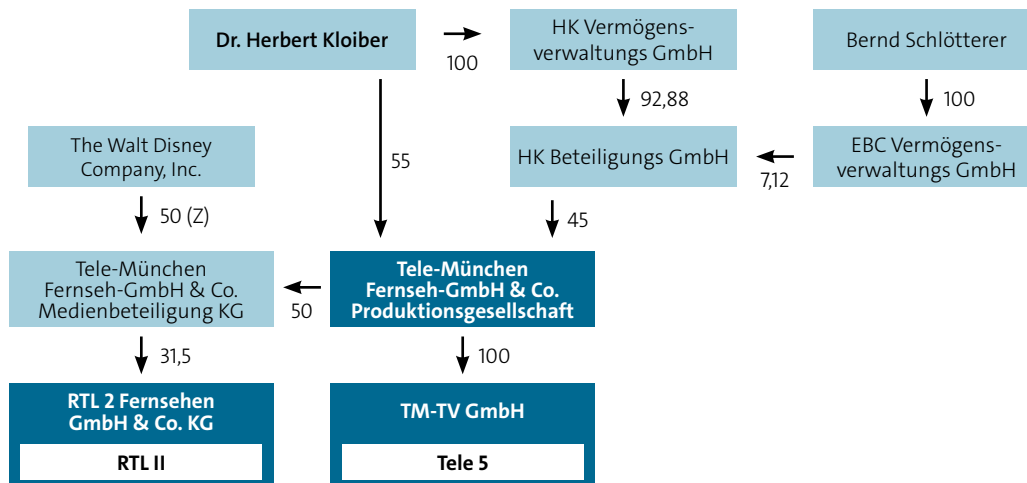 Dr. Herbert Kloiber
100
HK Vermögens-
verwaltungs GmbH
Bernd Schlötterer
92,88
100
The Walt Disney
Company, Inc.
55
HK Beteiligungs GmbH
7,12
EBC Vermögens-
verwaltungs GmbH
50 (Z)
45
Tele-München
Fernseh-GmbH & Co.
Medienbeteiligung KG
50
Tele-München
Fernseh-GmbH & Co.
Produktionsgesellschaft
31,5
100
RTL 2 Fernsehen
GmbH & Co. KG
RTL II
TM-TV GmbH
Tele 5